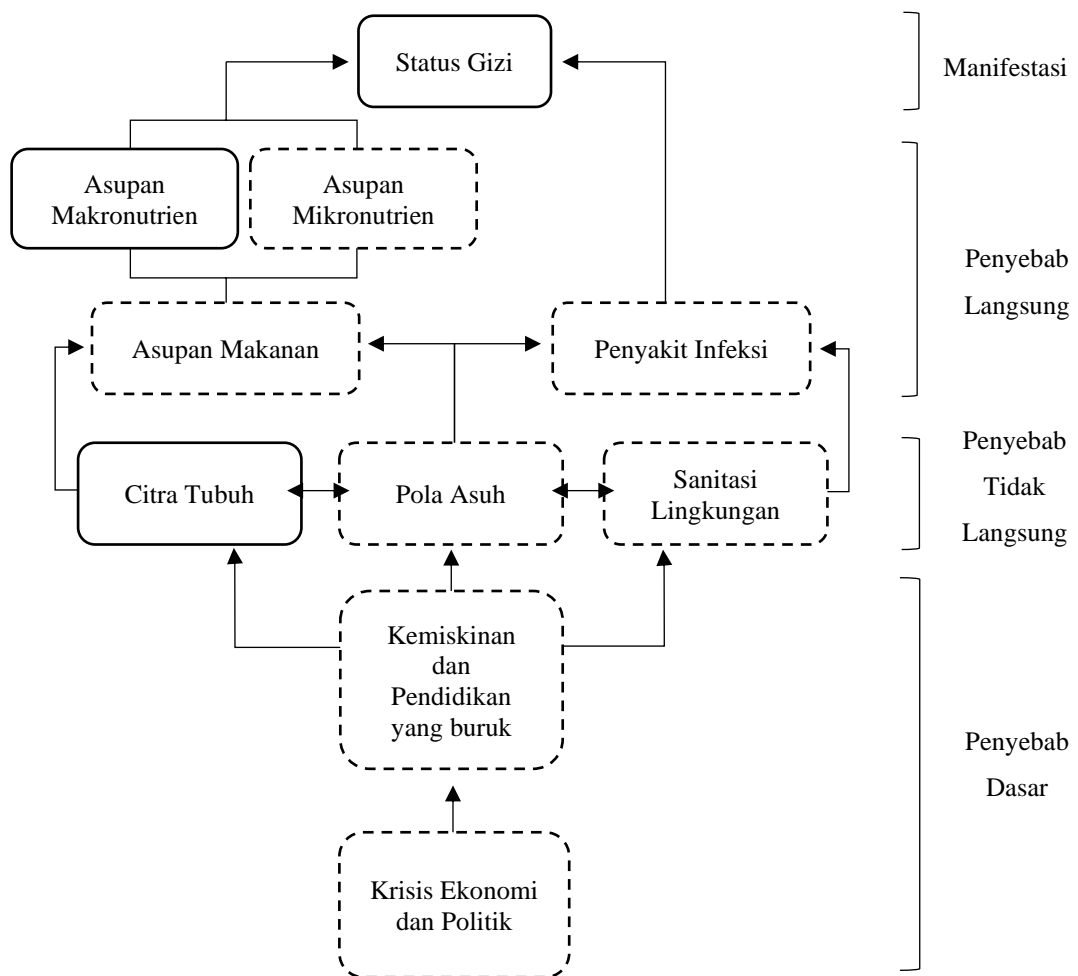 Status Gizi
Manifestasi
Asupan
Makronutrien
Asupan
Mikronutrien
Penyebab
Langsung
Asupan Makanan
Penyakit Infeksi
Citra Tubuh
Pola Asuh
Sanitasi
Lingkungan
Penyebab
Tidak
Langsung
Kemiskinan
dan
Pendidikan
yang buruk
Penyebab
Dasar
Krisis Ekonomi
dan Politik